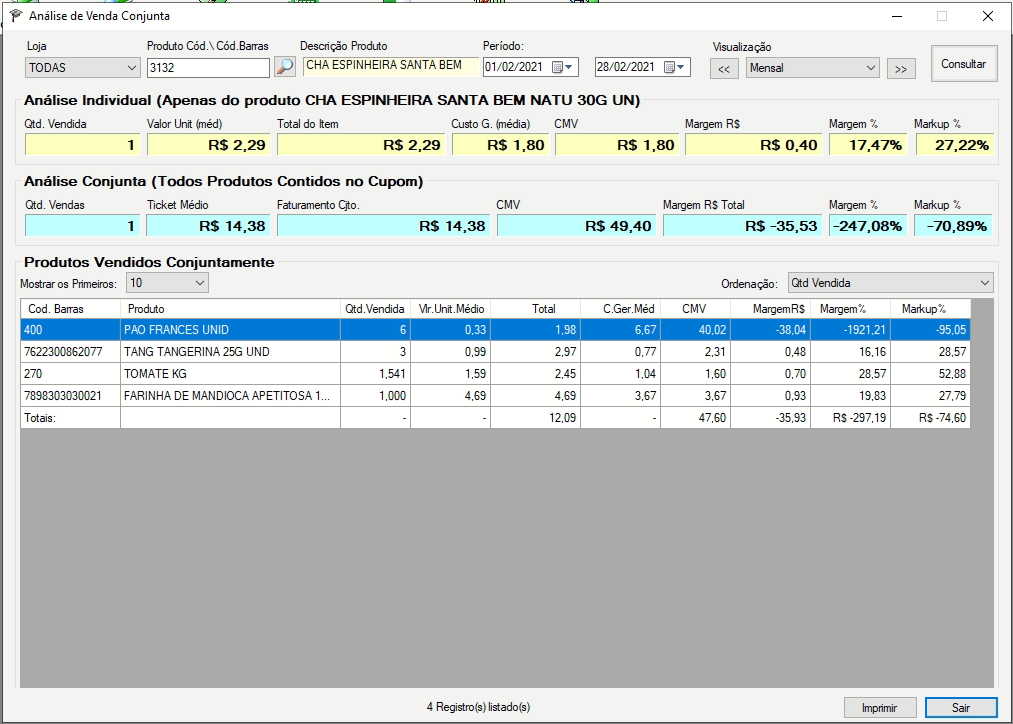 Análise de Venda Conjunta
Loja Produto Cód.\ Cód.Barras Descrição Produto Período: Visualização
TODAS 3132 CHA ESPINHEIRA SANTA BEM 01/02/2021 28/02/2021 << Mensal >> Consultar
Análise Individual (Apenas do produto CHA ESPINHEIRA SANTA BEM NATU 30G UN)
Qtd. Vendida Valor Unit (méd) Total do Item Custo G. (média) CMV Margem R$ Margem % Markup %
1 R$ 2,29 R$ 2,29 R$ 1,80 R$ 1,80 R$ 0,40 17,47% 27,22%
Análise Conjunta (Todos Produtos Contidos no Cupom)
Qtd. Vendas Ticket Médio Faturamento Cjto. CMV Margem R$ Total Margem % Markup %
1 R$ 14,38 R$ 14,38 R$ 49,40 R$ -35,53 -247,08% -70,89%
Produtos Vendidos Conjuntamente
Mostrar os Primeiros: 10 Ordenação: Qtd Vendida
Cod. Barras Produto Qtd.Vendida Vlr.Unit.Médio Total C.Ger.Méd CMV MargemR$ Margem% Markup%
400 PAO FRANCES UNID 6 0,33 1,98 6,67 40,02 -38,04 -1921,21 -95,05
7622300862077 TANG TANGERINA 25G UND 3 0,99 2,97 0,77 2,31 0,48 16,16 28,57
270 TOMATE KG 1,541 1,59 2,45 1,04 1,60 0,70 28,57 52,88
7898303030021 FARINHA DE MANDIOCA APETITOSA 1... 1,000 4,69 4,69 3,67 3,67 0,93 19,83 27,79
Totais: - - 12,09 - 47,60 -35,93 R$ -297,19 R$ -74,60
4 Registro(s) listado(s) Imprimir Sair